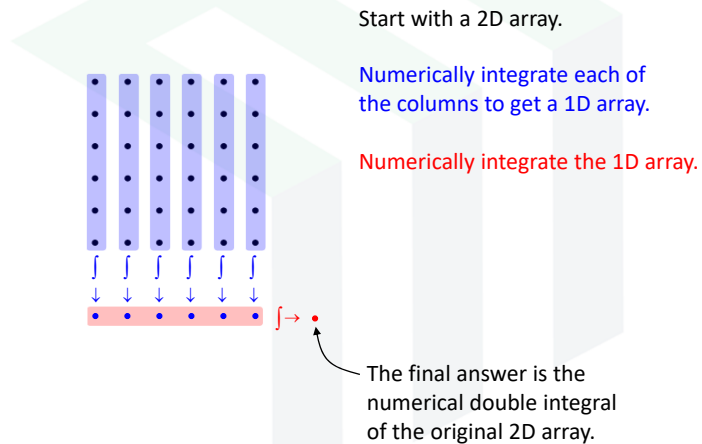 Start with a 2D array.
Numerically integrate each of
the columns to get a 1D array.
Numerically integrate the 1D array.
∫ ∫ ∫ ∫ ∫ ∫
↓ ↓ ↓ ↓ ↓ ↓
∫→
The final answer is the
numerical double integral
of the original 2D array.